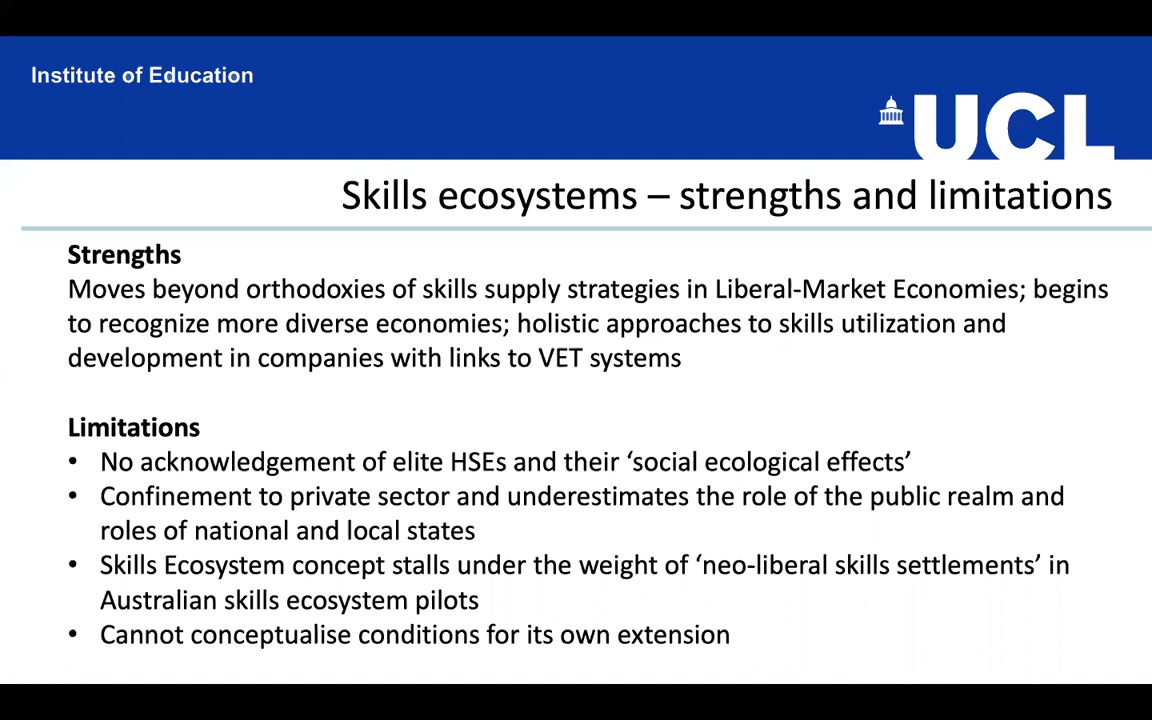 Institute of Education
UCL
Skills ecosystems – strengths and limitations
Strengths
Moves beyond orthodoxies of skills supply strategies in Liberal-Market Economies; begins
to recognize more diverse economies; holistic approaches to skills utilization and
development in companies with links to VET systems
Limitations
• No acknowledgement of elite HSEs and their ‘social ecological effects’
• Confinement to private sector and underestimates the role of the public realm and
roles of national and local states
• Skills Ecosystem concept stalls under the weight of ‘neo-liberal skills settlements’ in
Australian skills ecosystem pilots
• Cannot conceptualise conditions for its own extension